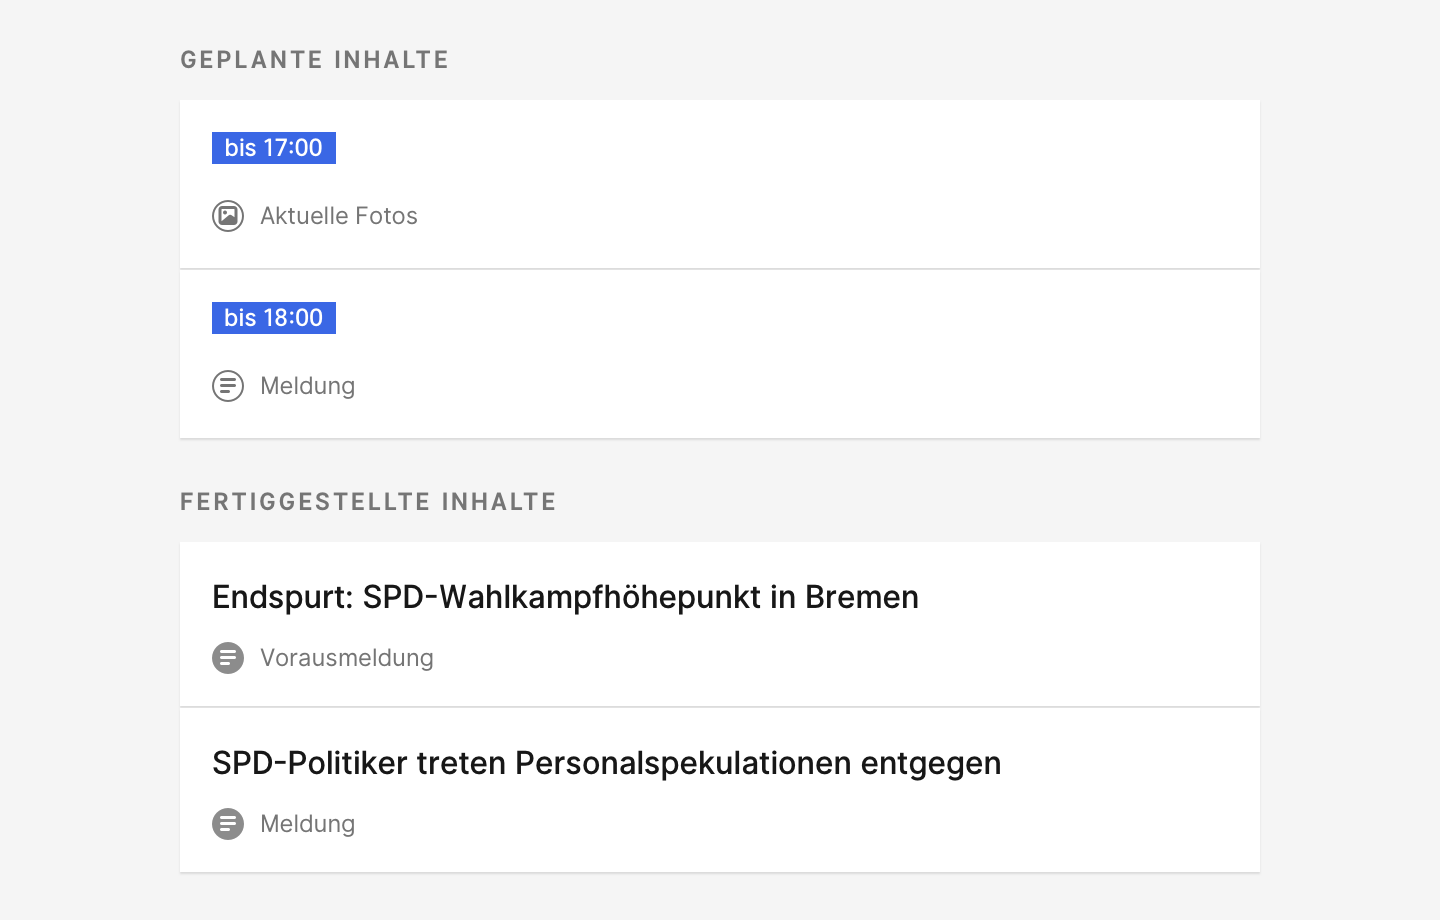 GEPLANTE INHALTE
bis 17:00
Aktuelle Fotos
bis 18:00
Meldung
FERTIGGESTELLTE INHALTE
Endspurt: SPD-Wahlkampfhöhepunkt in Bremen
Vorausmeldung
SPD-Politiker treten Personalspekulationen entgegen
Meldung